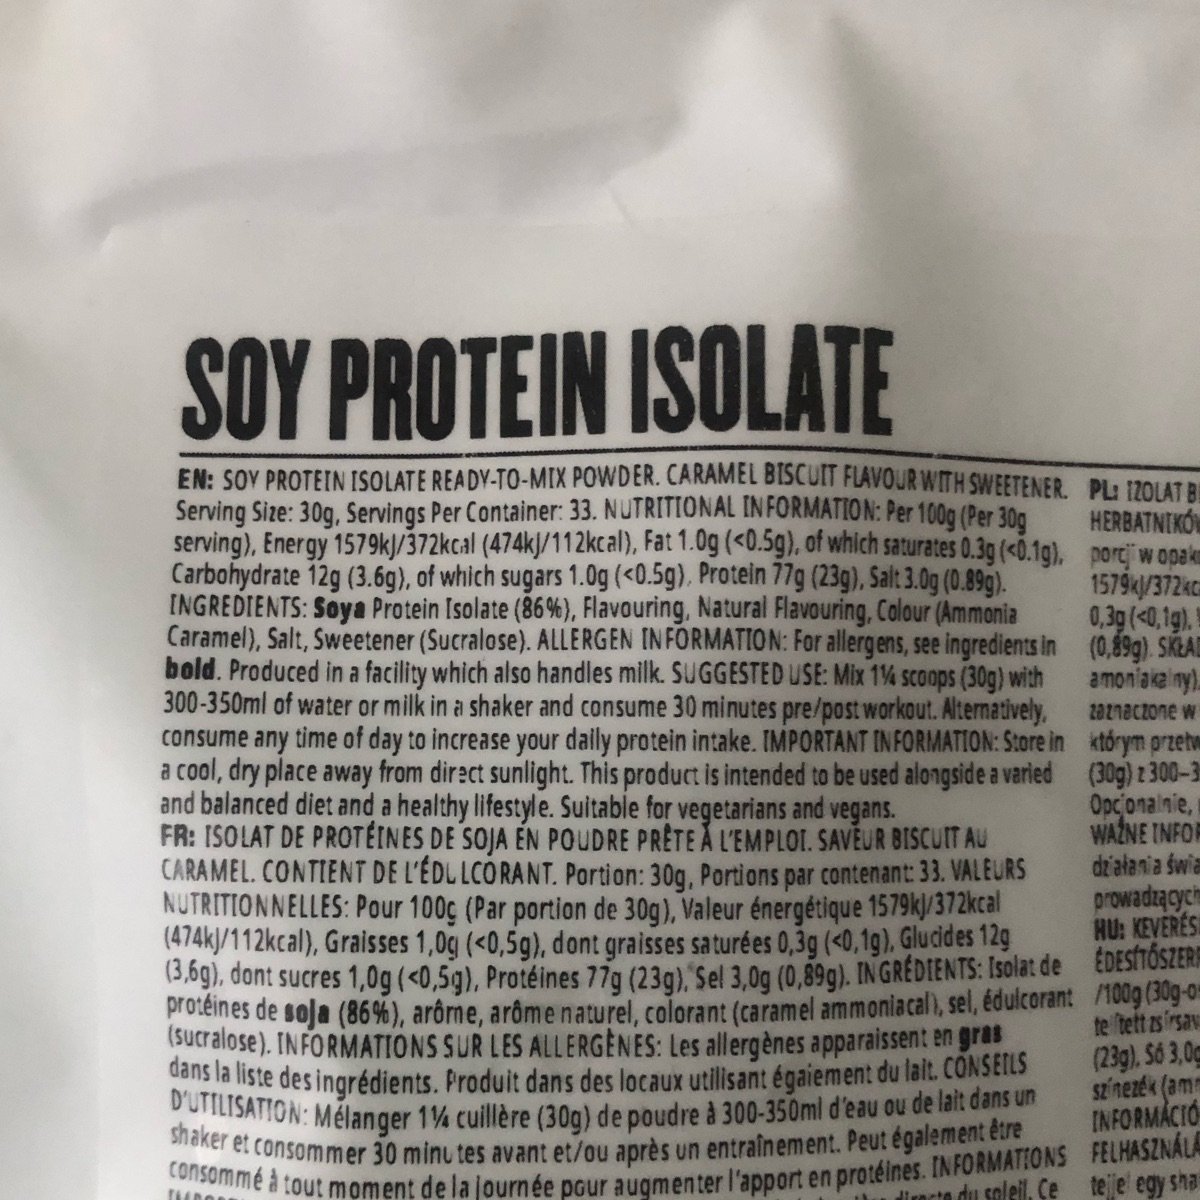 SOY PROTEIN ISOLATE
EN: SOY PROTEIN ISOLATE READY-TO-MIX POWDER. CARAMEL BISCUIT FLAVOUR WITH SWEETENER.
Serving Size: 30g, Servings Per Container: 33. NUTRITIONAL INFORMATION: Per 100g (Per 30g
serving), Energy 1579kJ/372kcal (474kJ/112kcal), Fat 1.0g (<0.5g), of which saturates 0.3g (<0.1g),
Carbohydrate 12g (3.6g), of which sugars 1.0g (<0.5g), Protein 77g (23g), Salt 3.0g (0.89g).
INGREDIENTS: Soya Protein Isolate (86%), Flavouring, Natural Flavouring, Colour (Ammonia
Caramel), Salt, Sweetener (Sucralose). ALLERGEN INFORMATION: For allergens, see ingredients in
bold. Produced in a facility which also handles milk. SUGGESTED USE: Mix 1¼ scoops (30g) with
300-350ml of water or milk in a shaker and consume 30 minutes pre/post workout. Alternatively,
consume any time of day to increase your daily protein intake. IMPORTANT INFORMATION: Store in
a cool, dry place away from direct sunlight. This product is intended to be used alongside a varied
and balanced diet and a healthy lifestyle. Suitable for vegetarians and vegans.
FR: ISOLAT DE PROTÉINES DE SOJA EN POUDRE PRÊTE À L'EMPLOI. SAVEUR BISCUIT AU
CARAMEL. CONTIENT DE L'ÉDULCORANT. Portion: 30g, Portions par contenant: 33. VALEURS
NUTRITIONNELLES: Pour 100g (Par portion de 30g), Valeur énergétique 1579kJ/372kcal
(474kJ/112kcal), Graisses 1,0g (<0,5g), dont graisses saturées 0,3g (<0,1g), Glucides 12g
(3,6g), dont sucres 1,0g (<0,5g), Protéines 77g (23g), Sel 3,0g (0,89g). INGRÉDIENTS: Isolat de
protéines de soja (86%), arôme, arôme naturel, colorant (caramel ammoniacal), sel, édulcorant
(sucralose). INFORMATIONS SUR LES ALLERGÈNES: Les allergènes apparaissent en gras
dans la liste des ingrédients. Produit dans des locaux utilisant également du lait. CONSEILS
D'UTILISATION: Mélanger 1¼ cuillère (30g) de poudre à 300-350ml d'eau ou de lait dans un
shaker et consommer 30 minutes avant et/ou après un entraînement. Peut également être
consommé à tout moment de la journée pour augmenter l'apport en protéines. INFORMATIONS
du soleil. Ce
PL: IZOLAT
porcji w
1579kJ/
0,3g (<0,1g),
(0,89g).
zaznaczone w
którym
(30g) z 300-
Opcjonalnie,
WAŻNE
działania
prowadzących
HU:
/100g
(23g), Só
színezék
egy